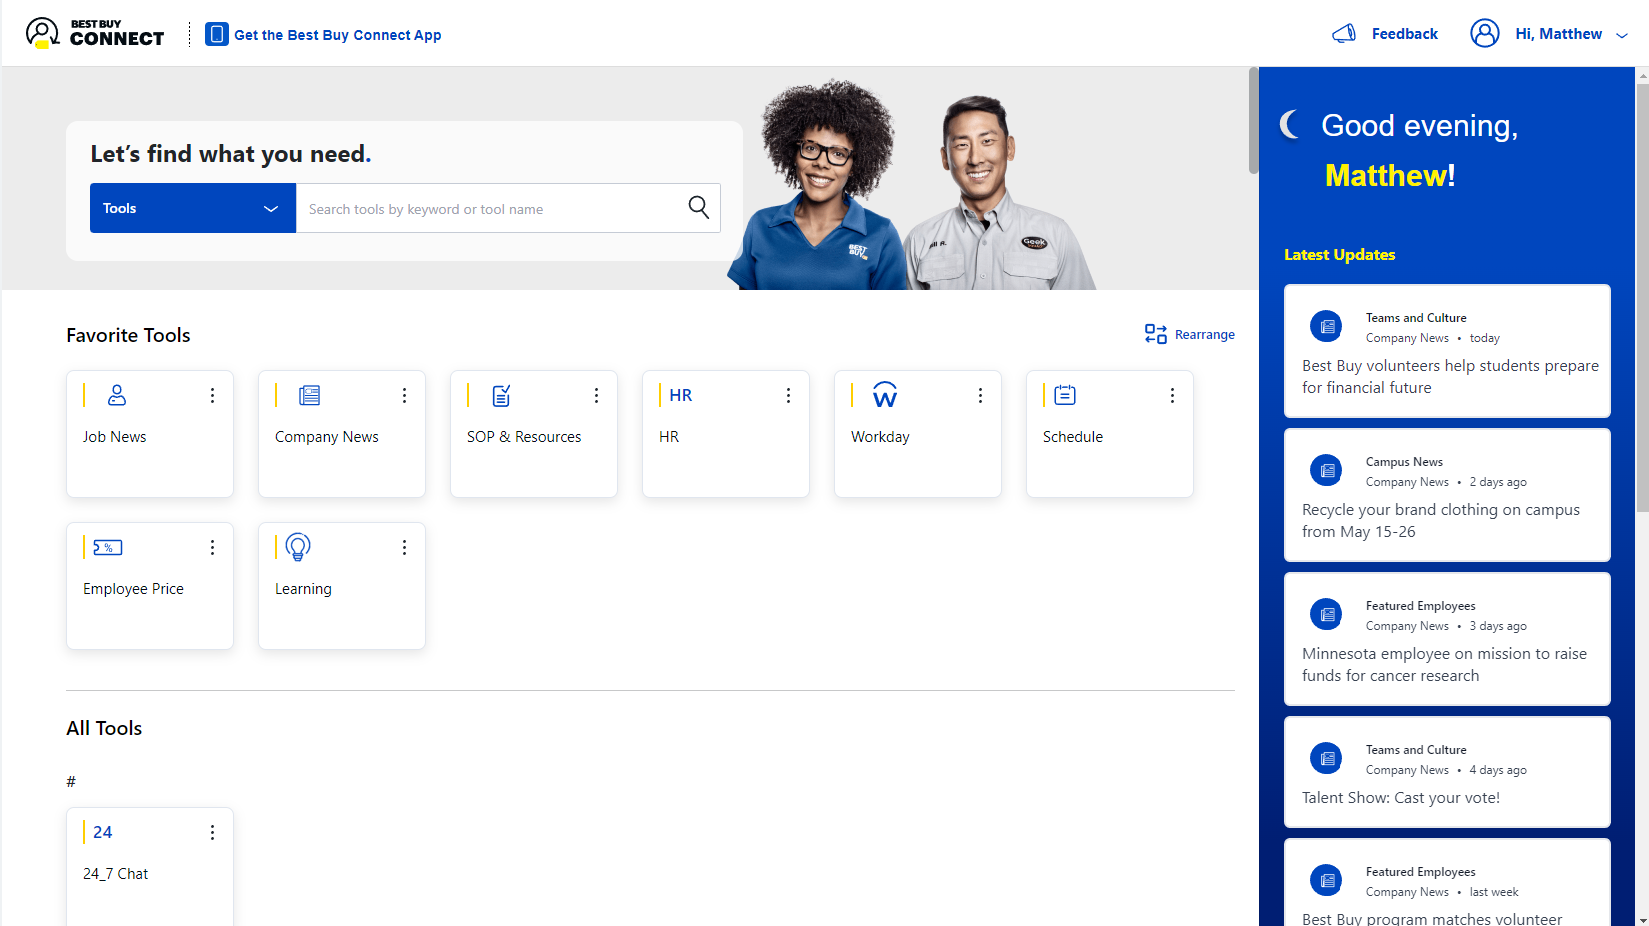 BEST BUY
CONNECT
Get the Best Buy Connect App
Feedback
Hi, Matthew
Let's find what you need.
Tools
Search tools by keyword or tool name
BEST
BUY
Geek
Good evening,
Matthew!
Latest Updates
Teams and Culture
Company News • today
Best Buy volunteers help students prepare
for financial future
Campus News
Company News • 2 days ago
Recycle your brand clothing on campus
from May 15-26
Featured Employees
Company News • 3 days ago
Minnesota employee on mission to raise
funds for cancer research
Teams and Culture
Company News • 4 days ago
Talent Show: Cast your vote!
Featured Employees
Company News • last week
Best Buy program matches volunteer
Favorite Tools
Rearrange
Job News
Company News
SOP & Resources
HR
HR
W
Workday
Schedule
%
Employee Price
Learning
All Tools
#
24
24_7 Chat